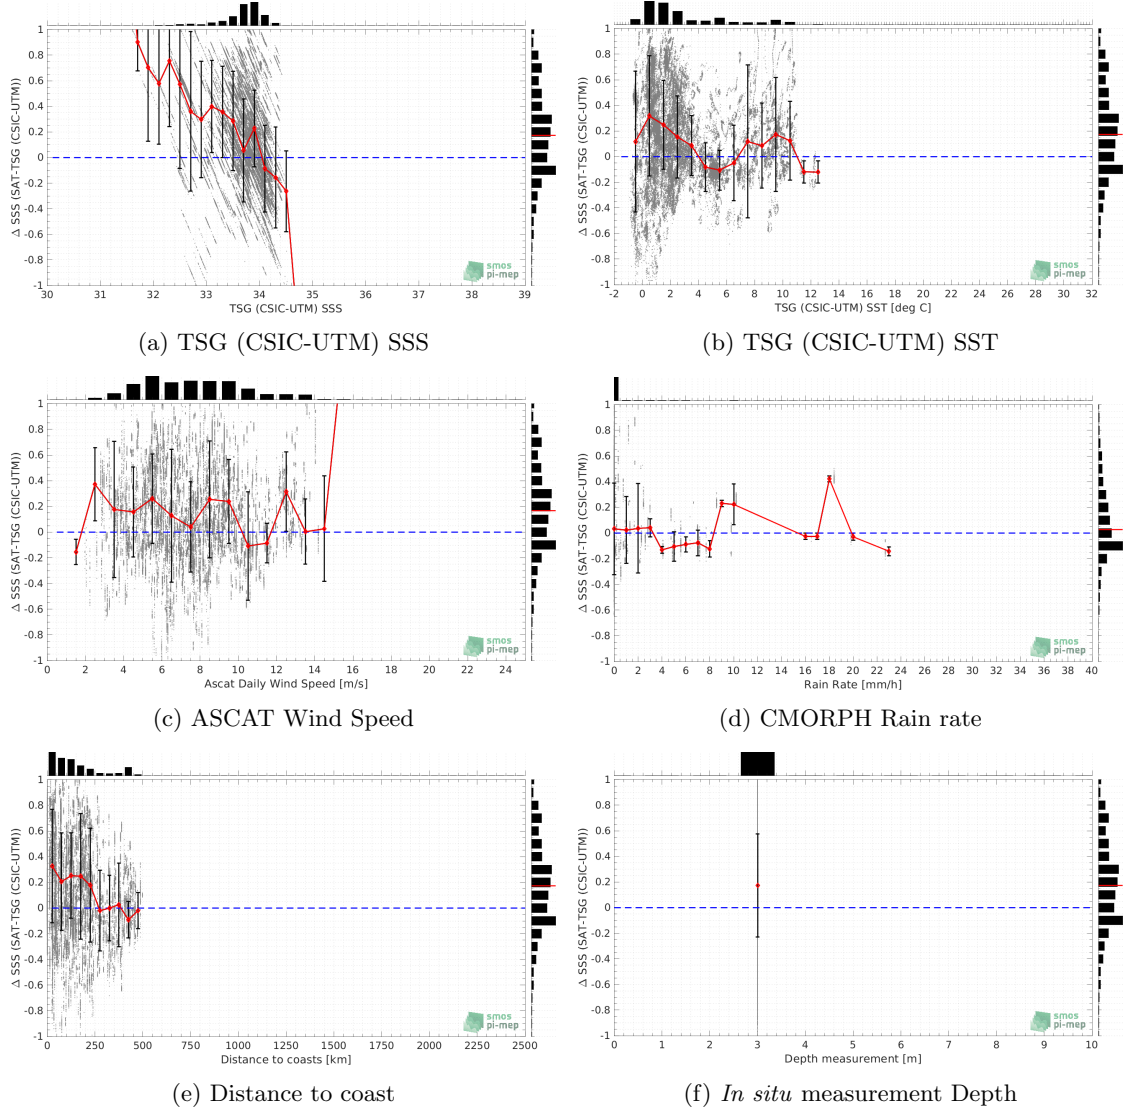 Δ SSS (SAT-TSG (CSIC-UTM))
1
0.8
0.6
0.4
0.2
0
-0.2
-0.4
-0.6
-0.8
-1
30 31 32 33 34 35 36 37 38 39
TSG (CSIC-UTM) SSS
smos
pi-mep
(a) TSG (CSIC-UTM) SSS
Δ SSS (SAT-TSG (CSIC-UTM))
1
0.8
0.6
0.4
0.2
0
-0.2
-0.4
-0.6
-0.8
-1
-2 0 2 4 6 8 10 12 14 16 18 20 22 24 26 28 30 32
TSG (CSIC-UTM) SST [deg C]
smos
pi-mep
(b) TSG (CSIC-UTM) SST
Δ SSS (SAT-TSG (CSIC-UTM))
1
0.8
0.6
0.4
0.2
0
-0.2
-0.4
-0.6
-0.8
-1
0 2 4 6 8 10 12 14 16 18 20 22 24
Ascat Daily Wind Speed [m/s]
smos
pi-mep
(c) ASCAT Wind Speed
Δ SSS (SAT-TSG (CSIC-UTM))
1
0.8
0.6
0.4
0.2
0
-0.2
-0.4
-0.6
-0.8
-1
0 2 4 6 8 10 12 14 16 18 20 22 24 26 28 30 32 34 36 38 40
Rain Rate [mm/h]
smos
pi-mep
(d) CMORPH Rain rate
Δ SSS (SAT-TSG (CSIC-UTM))
1
0.8
0.6
0.4
0.2
0
-0.2
-0.4
-0.6
-0.8
-1
0 250 500 750 1000 1250 1500 1750 2000 2250 2500
Distance to coasts [km]
smos
pi-mep
(e) Distance to coast
Δ SSS (SAT-TSG (CSIC-UTM))
1
0.8
0.6
0.4
0.2
0
-0.2
-0.4
-0.6
-0.8
-1
0 1 2 3 4 5 6 7 8 9 10
Depth measurement [m]
smos
pi-mep
(f) In situ measurement Depth